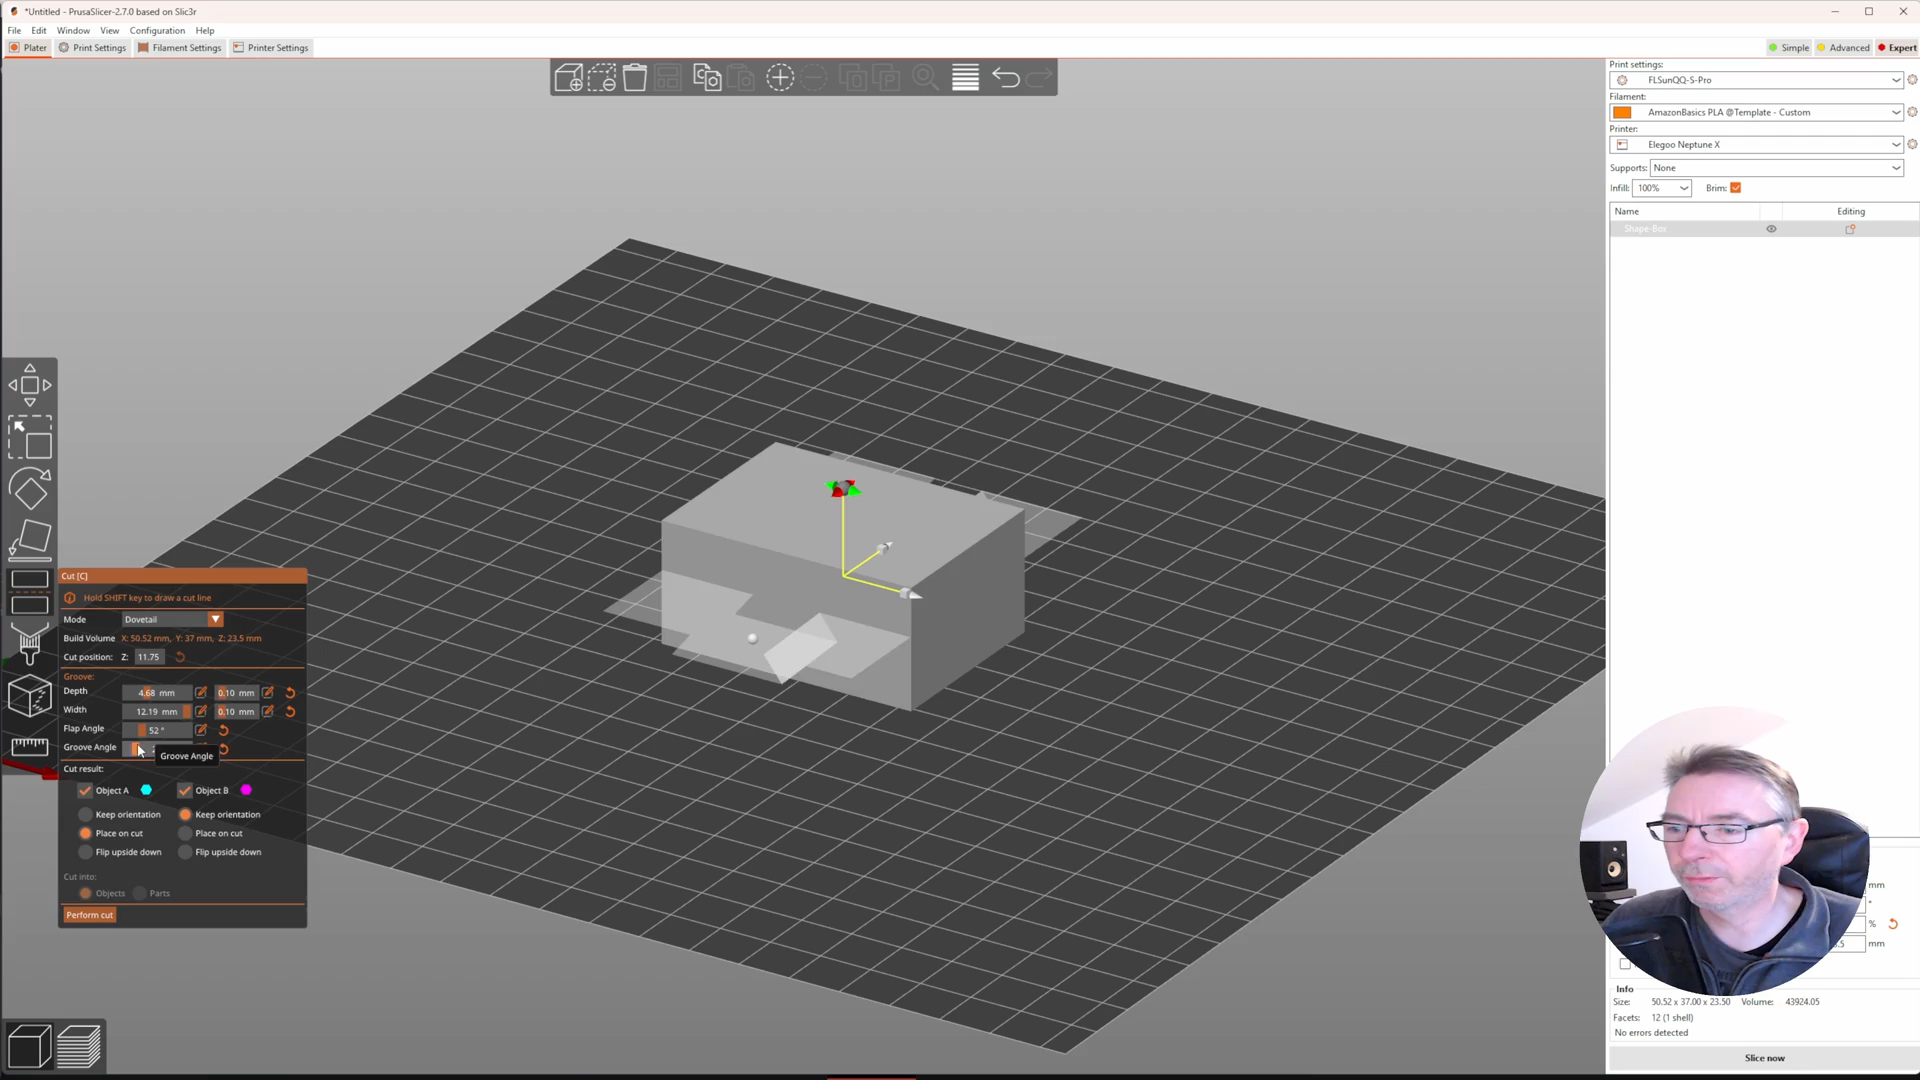 *Untitled - PrusaSlicer-2.7.0 based on Slic3r
File Edit Window View Configuration Help
Plater Print Settings Filament Settings Printer Settings
Simple Advanced Expert
Print settings:
FLSunQQ-S-Pro
Filament:
AmazonBasics PLA @Template - Custom
Printer:
Elegoo Neptune X
Supports: None
Infill: 100% Brim:
Name Editing
Shape-Box
Cut [C]
Hold SHIFT key to draw a cut line
Mode Dovetail
Build Volume X: 50.52 mm, Y: 37 mm, Z: 23.5 mm
Cut position: Z: 11.75
Groove:
Depth 4.68 mm 0.10 mm
Width 12.19 mm 0.10 mm
Flap Angle 52 °
Groove Angle
Groove Angle
Cut result:
Object A Object B
Keep orientation Keep orientation
Place on cut Place on cut
Flip upside down Flip upside down
Cut into:
Objects Parts
Perform cut
mm
°
%
mm
Info
Size: 50.52 x 37.00 x 23.50 Volume: 43924.05
Facets: 12 (1 shell)
No errors detected
Slice now